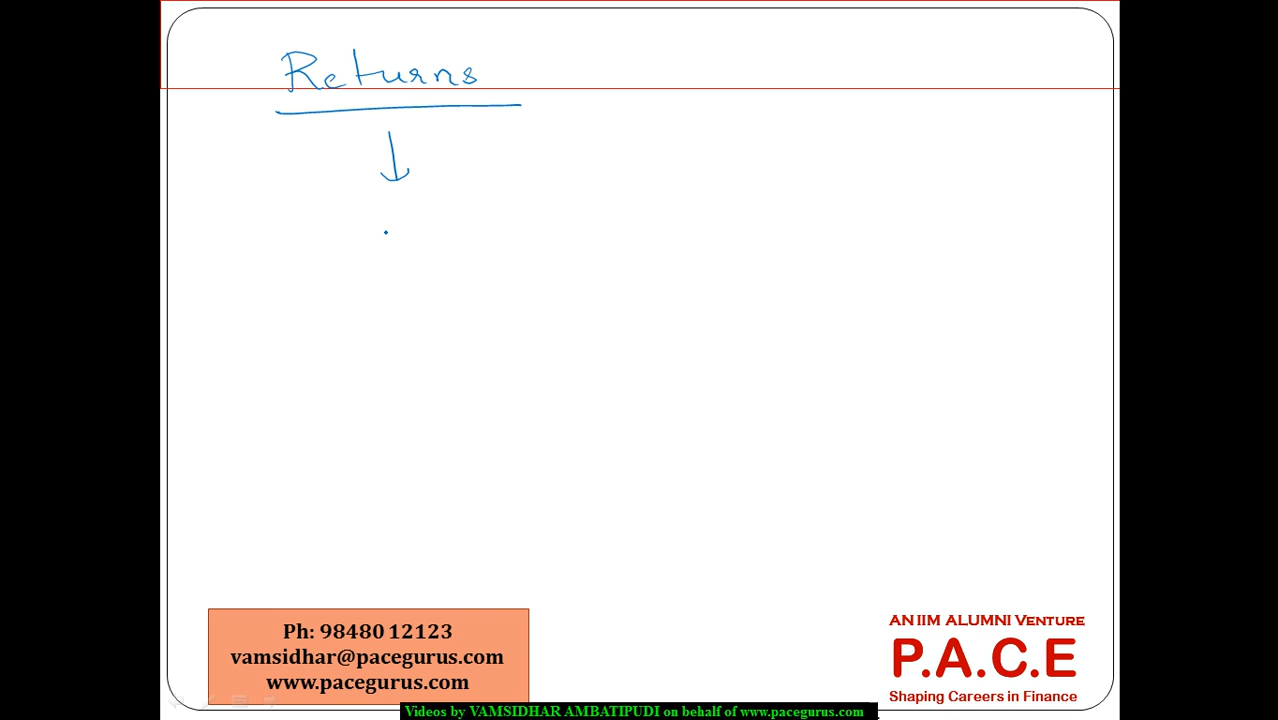 Returns
Ph: 98480 12123
vamsidhar@pacegurus.com
www.pacegurus.com
AN IIM ALUMNI VENTURE
P.A.C.E
Shaping Careers in Finance
Videos by VAMSIDHAR AMBATIPUDI on behalf of www.pacegurus.com